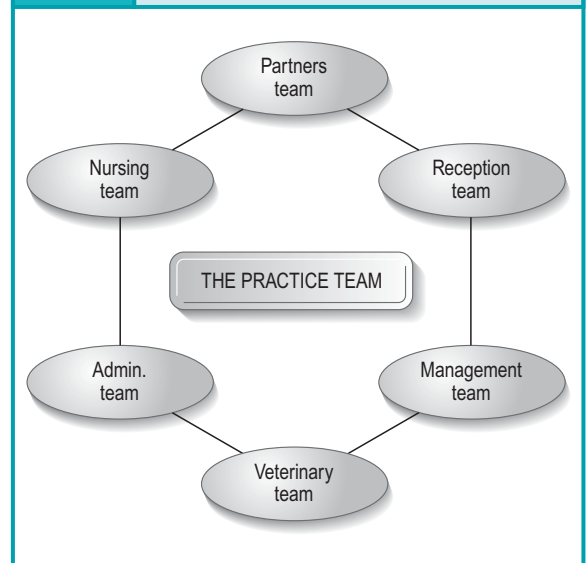 Partners
team
Nursing
team
Reception
team
THE PRACTICE TEAM
Admin.
team
Management
team
Veterinary
team